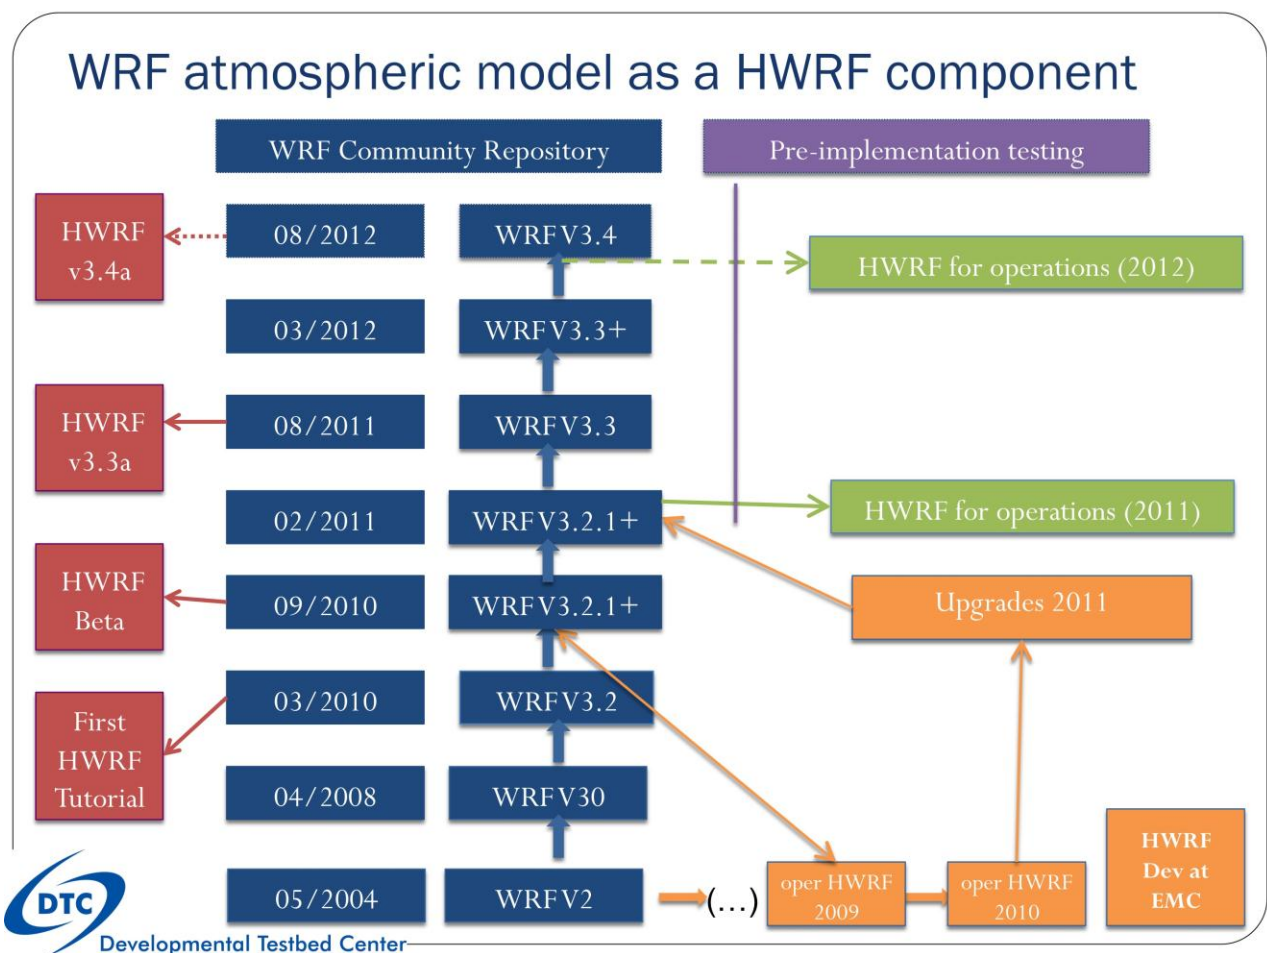 WRF atmospheric model as a HWRF component
WRF Community Repository
Pre-implementation testing
HWRF
v3.4a
08/2012
WRFV3.4
HWRF for operations (2012)
03/2012
WRFV3.3+
HWRF
v3.3a
08/2011
WRFV3.3
02/2011
WRFV3.2.1+
HWRF for operations (2011)
HWRF
Beta
09/2010
WRFV3.2.1+
Upgrades 2011
First
HWRF
Tutorial
03/2010
WRFV3.2
04/2008
WRFV30
05/2004
WRFV2
(...)
oper HWRF
2009
oper HWRF
2010
HWRF
Dev at
EMC
DTC
Developmental Testbed Center